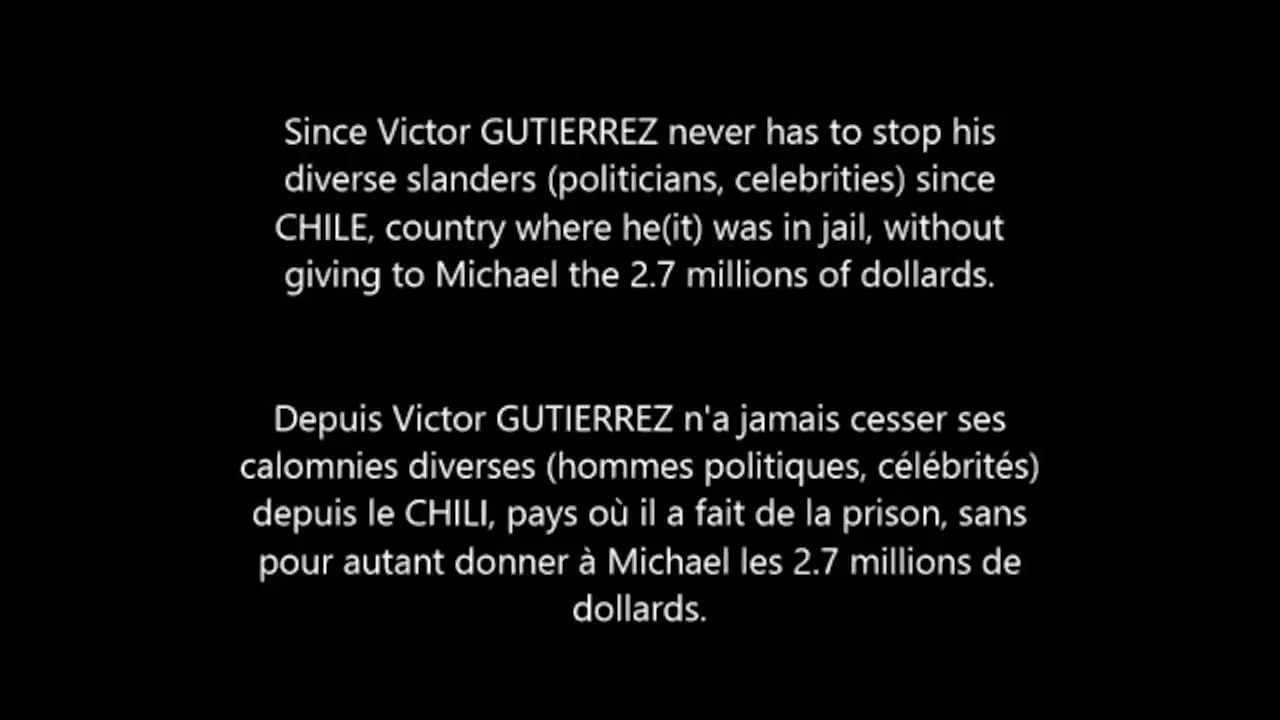 Since Victor GUTIERREZ never has to stop his
diverse slanders (politicians, celebrities) since
CHILE, country where he(it) was in jail, without
giving to Michael the 2.7 millions of dollards.
Depuis Victor GUTIERREZ n'a jamais cesser ses
calomnies diverses (hommes politiques, célébrités)
depuis le CHILI, pays où il a fait de la prison, sans
pour autant donner à Michael les 2.7 millions de
dollards.